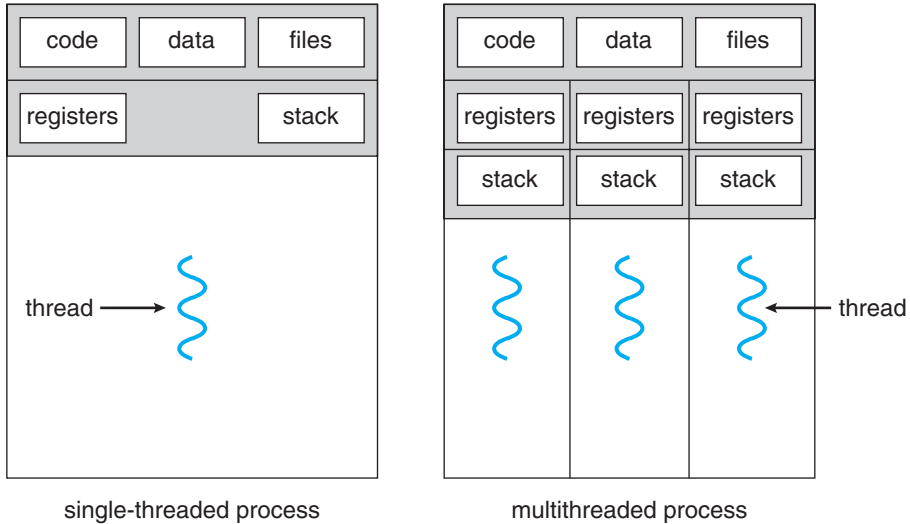 code data files
registers stack
thread
single-threaded process
code data files
registers registers registers
stack stack stack
thread
multithreaded process